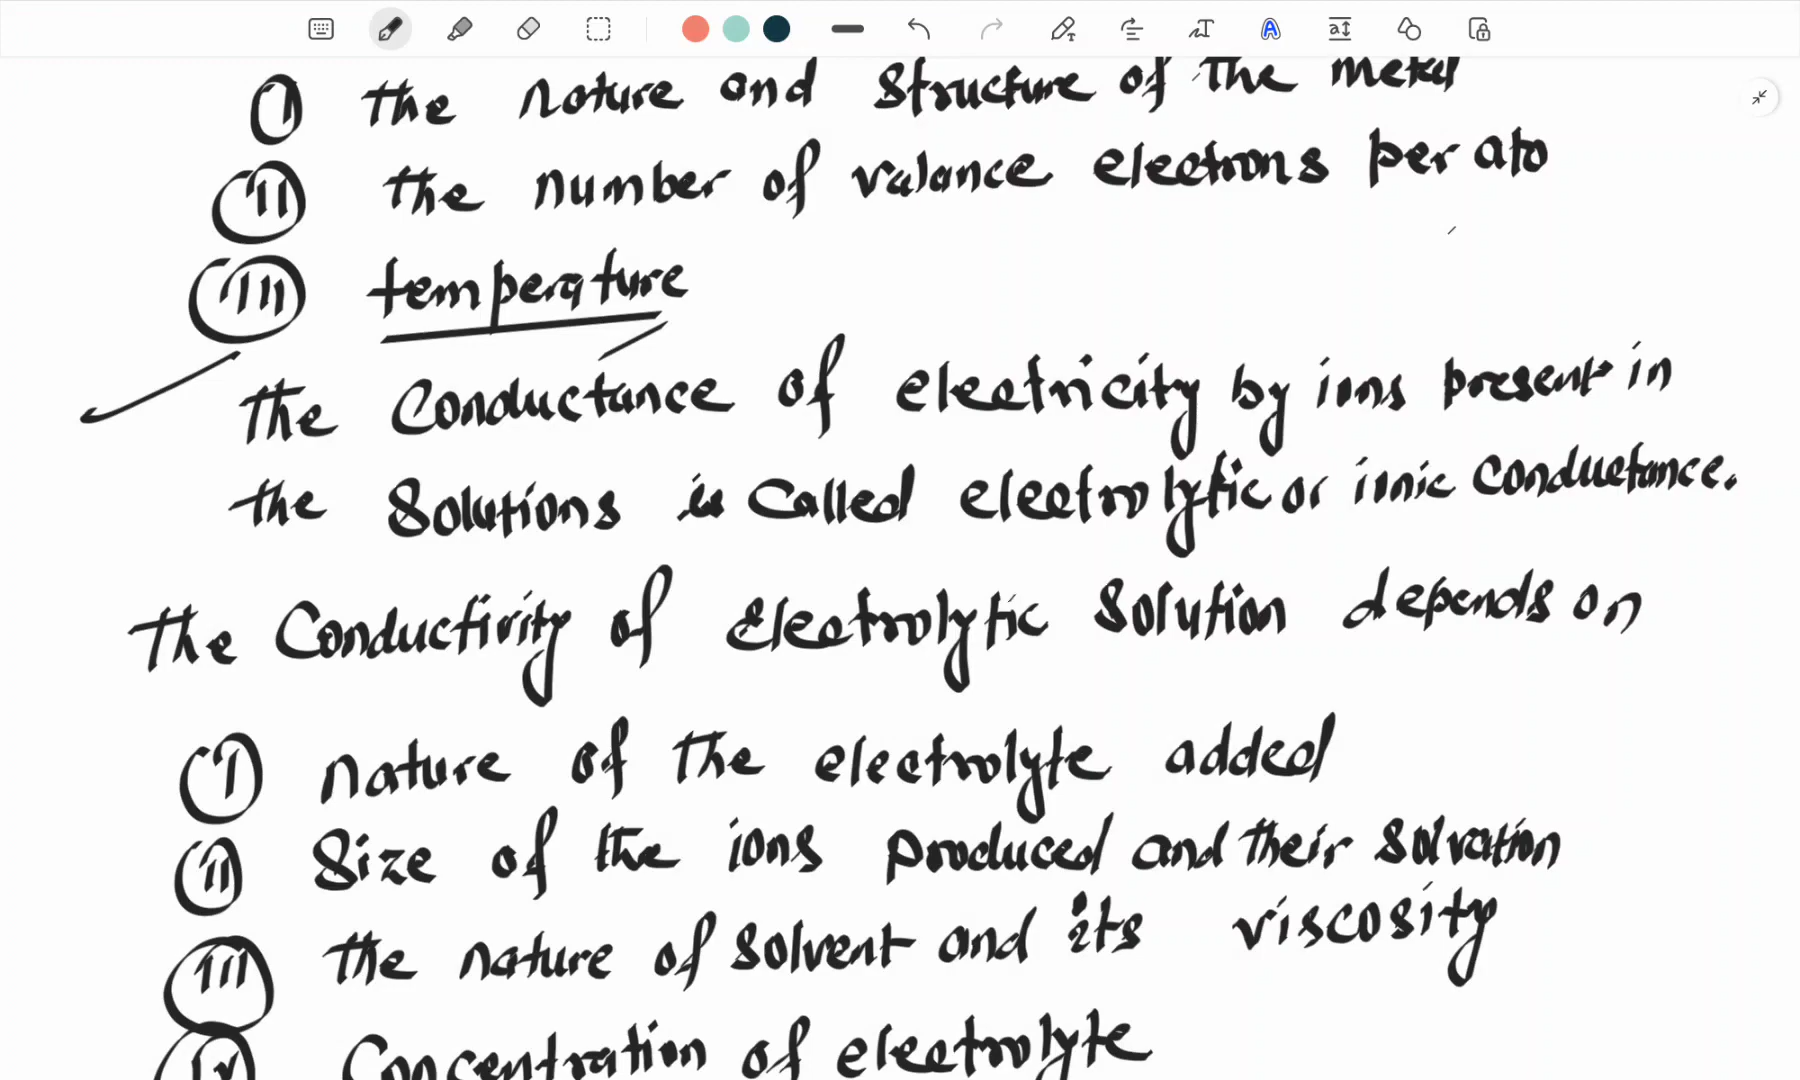 I the nature and structure of the metal
II the number of valance electrons per ato
III temperature
the Conductance of electricity by ions present in
the Solutions is Called electrolytic or ionic Conductance.
the Conductivity of Electrolytic Solution depends on
I nature of the electrolyte added
II Size of the ions produced and their solvation
III the nature of solvent and its viscosity
IV Concentration of electrolyte